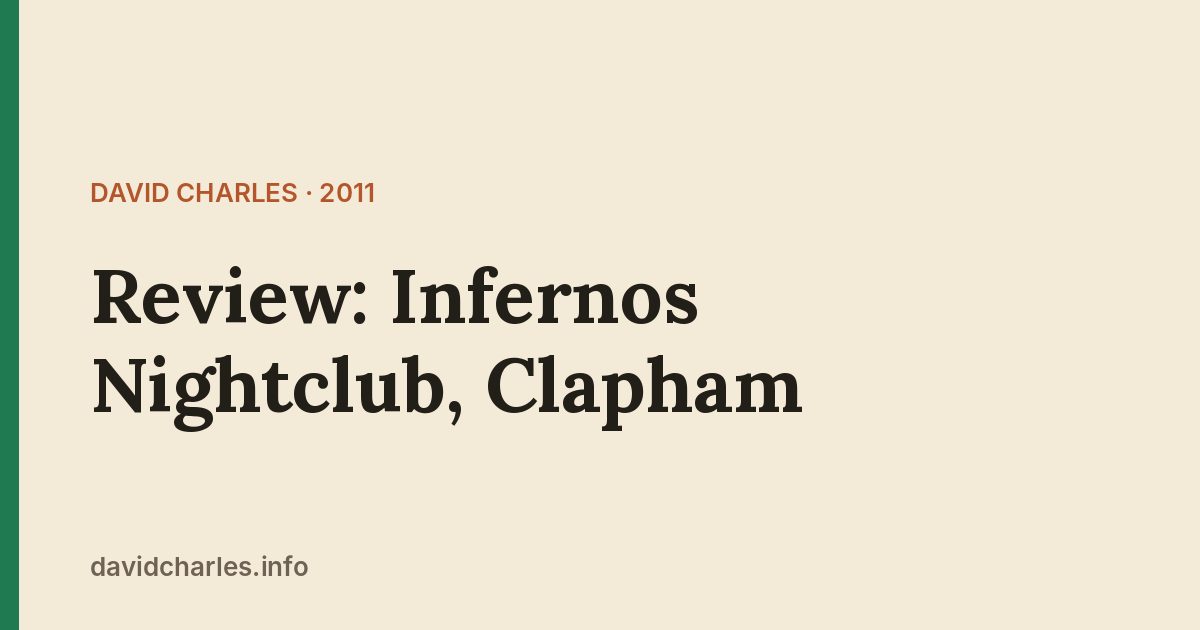 DAVID CHARLES · 2011
Review: Infernos
Nightclub, Clapham
davidcharles.info